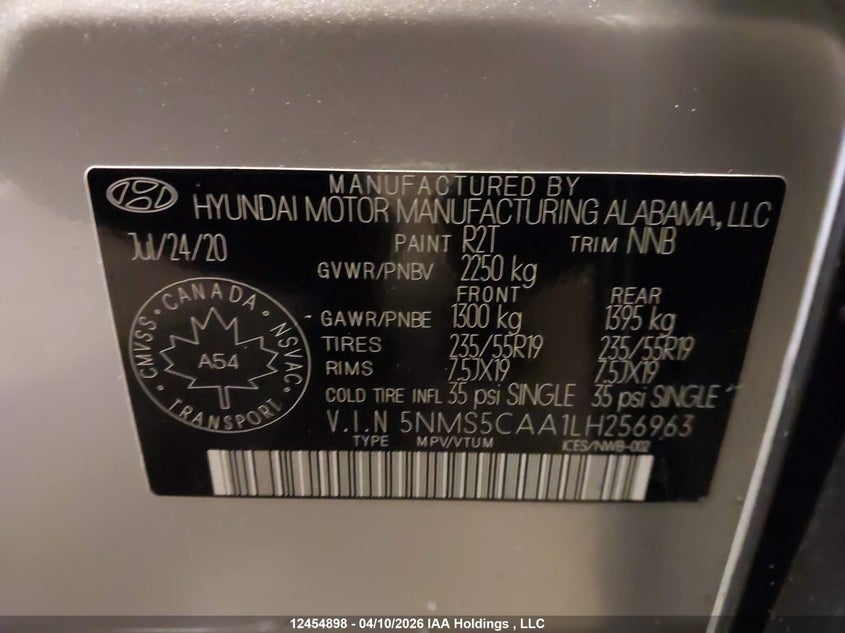 MANUFACTURED BY
HYUNDAI MOTOR MANUFACTURING ALABAMA, LLC
Jul/24/20 PAINT R2T TRIM NNB
GVWR/PNBV 2250 kg
FRONT REAR
GAWR/PNBE 1300 kg 1395 kg
TIRES 235/55R19 235/55R19
RIMS 7.5JX19 7.5JX19
COLD TIRE INFL 35 psi SINGLE 35 psi SINGLE
V.I.N 5NMS5CAA1LH256963
TYPE MPV/VTUM ICES/NWB-002
CMVSS · CANADA · NSVAC · TRANSPORT ·
A54
12454898 - 04/10/2026 IAA Holdings , LLC